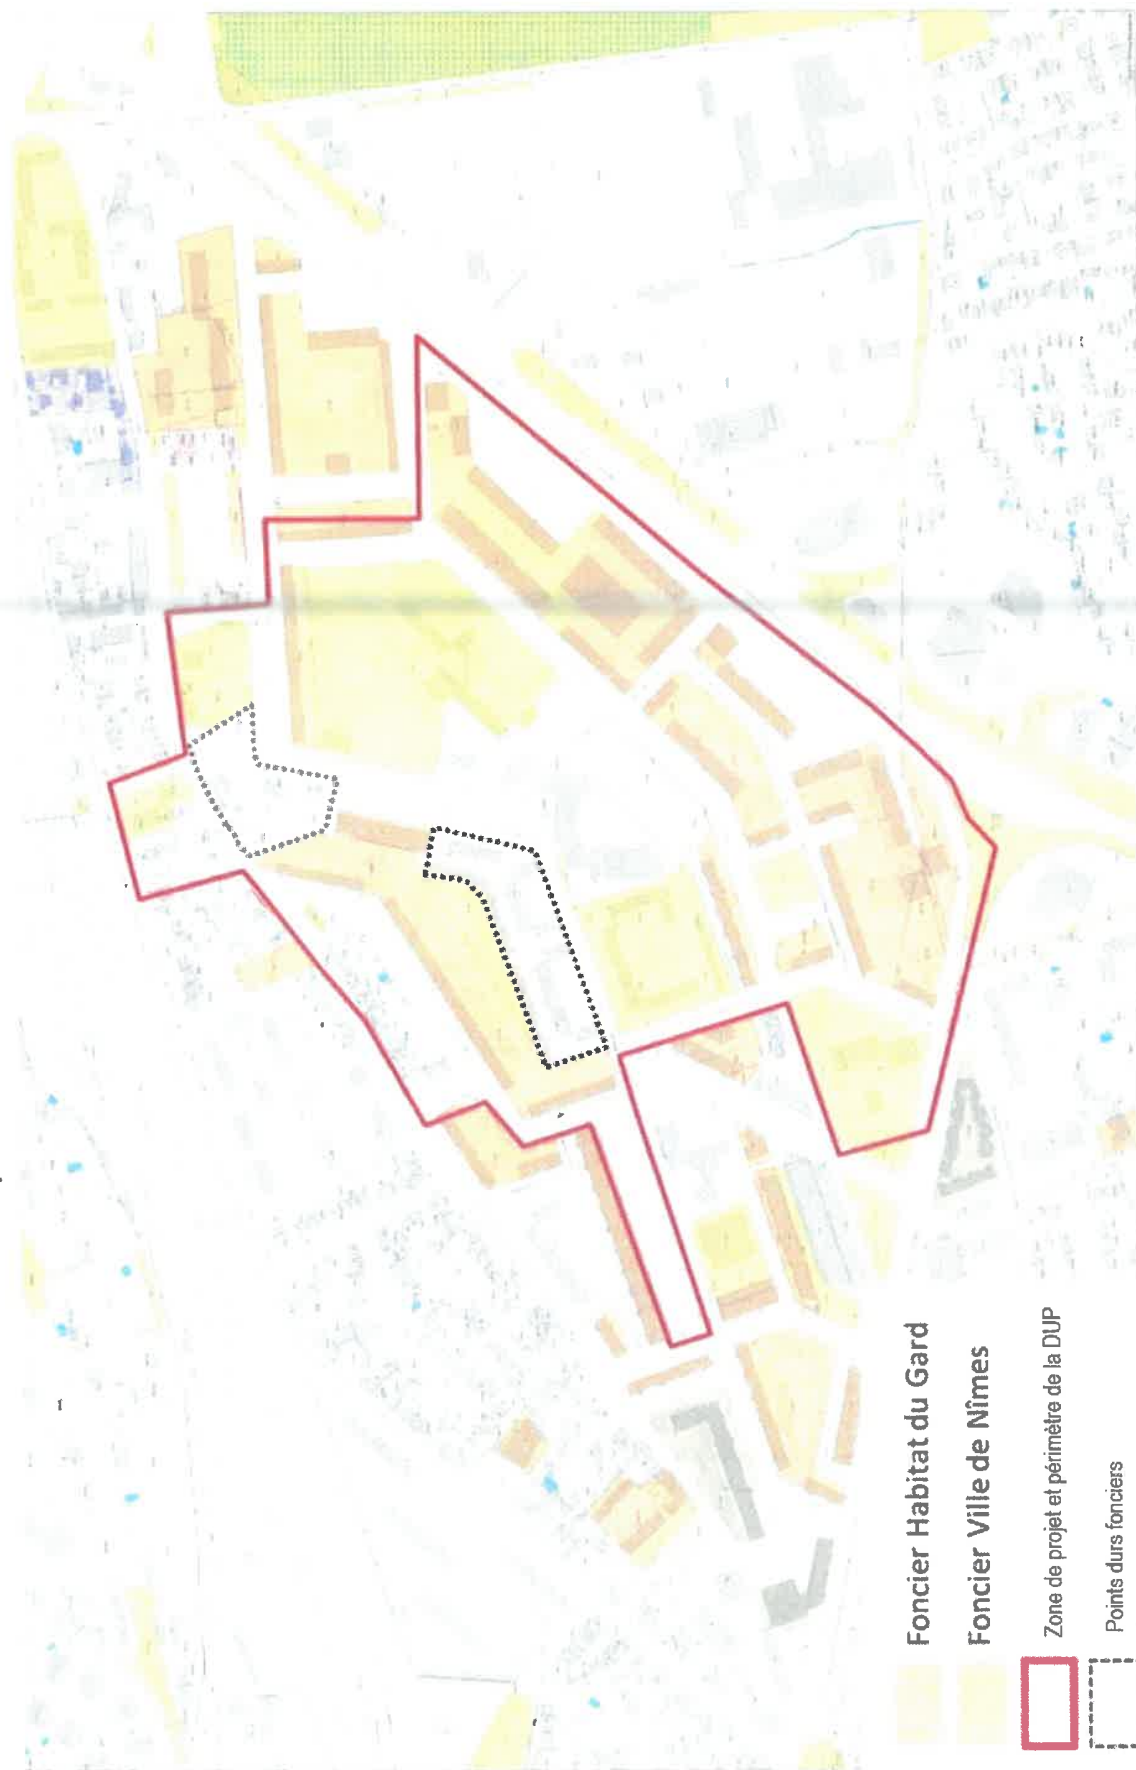 Foncier Habitat du Gard
Foncier Ville de Nîmes
Zone de projet et périmètre de la DUP
Points durs fonciers